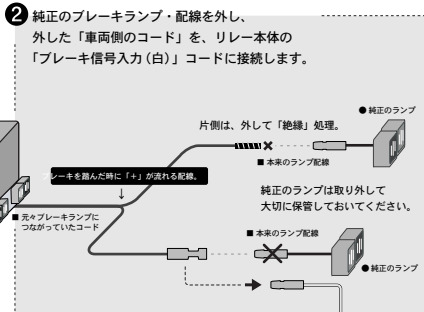 2 純正のブレーキランプ・配線を外し、
外した「車両側のコード」を、リレー本体の
「ブレーキ信号入力(白)」コードに接続します。
● 純正のランプ
片側は、外して「絶縁」処理。
■ 本来のランプ配線
レーキを踏んだ時に「+」が流れる配線。
↓
純正のランプは取り外して
大切に保管しておいてください。
■ 元々ブレーキランプに
つながっていたコード
■ 本来のランプ配線
● 純正のランプ